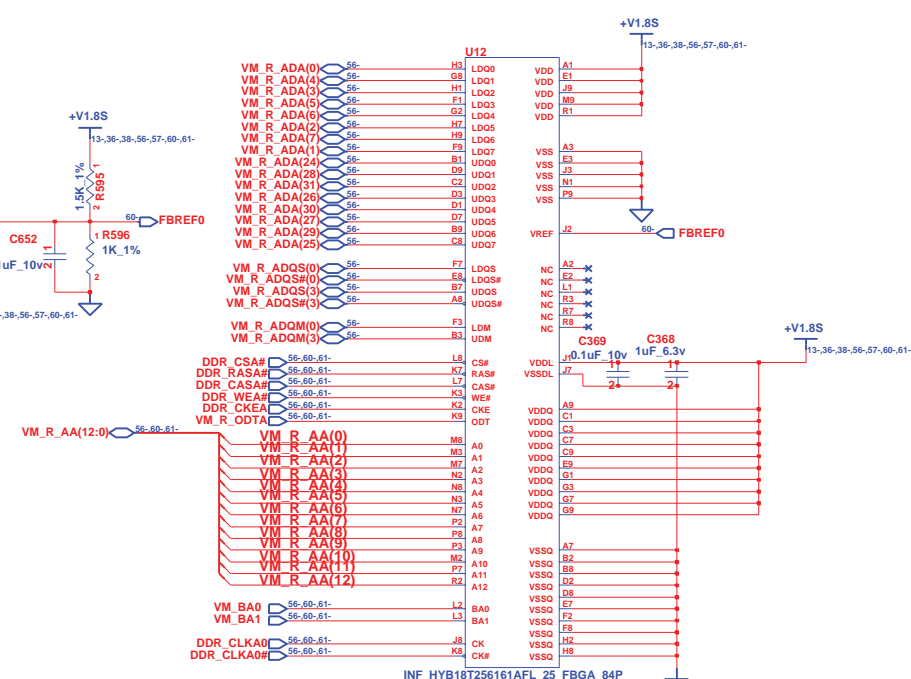 +V1.8S
13-,36-,38-,56-,57-,60-,61-
+V1.8S
13-,36-,38-,56-,57-,60-,61-
1.5K_1%
R595
1
2
60-
FBREF0
C652
1
2
uF_10v
R596
1K_1%
1
2
,38-,56-,57-,60-,61-
U12
VM_R_ADA(0) 56- H3 LDQ0
VM_R_ADA(4) 56- G8 LDQ1
VM_R_ADA(3) 56- H1 LDQ2
VM_R_ADA(5) 56- F1 LDQ3
VM_R_ADA(6) 56- G2 LDQ4
VM_R_ADA(2) 56- H7 LDQ5
VM_R_ADA(7) 56- H9 LDQ6
VM_R_ADA(1) 56- F9 LDQ7
VM_R_ADA(24) 56- B1 UDQ0
VM_R_ADA(28) 56- D9 UDQ1
VM_R_ADA(31) 56- C2 UDQ2
VM_R_ADA(26) 56- D3 UDQ3
VM_R_ADA(30) 56- D1 UDQ4
VM_R_ADA(27) 56- D7 UDQ5
VM_R_ADA(29) 56- B9 UDQ6
VM_R_ADA(25) 56- C8 UDQ7
VM_R_ADQS(0) 56- F7 LDQS
VM_R_ADQS#(0) 56- E8 LDQS#
VM_R_ADQS(3) 56- B7 UDQS
VM_R_ADQS#(3) 56- A8 UDQS#
VM_R_ADQM(0) 56- F3 LDM
VM_R_ADQM(3) 56- B3 UDM
DDR_CSA# 56-,60-,61- L8 CS#
DDR_RASA# 56-,60-,61- K7 RAS#
DDR_CASA# 56-,60-,61- L7 CAS#
DDR_WEA# 56-,60-,61- K3 WE#
DDR_CKEA 56-,60-,61- K2 CKE
VM_R_ODTA 56-,60-,61- K9 ODT
VM_R_AA(12:0) 56-,60-,61-
VM_R_AA(0) M8 A0
VM_R_AA(1) M3 A1
VM_R_AA(2) M7 A2
VM_R_AA(3) N2 A3
VM_R_AA(4) N8 A4
VM_R_AA(5) N3 A5
VM_R_AA(6) N7 A6
VM_R_AA(7) P2 A7
VM_R_AA(8) P8 A8
VM_R_AA(9) P3 A9
VM_R_AA(10) M2 A10
VM_R_AA(11) P7 A11
VM_R_AA(12) R2 A12
VM_BA0 56-,60-,61- L2 BA0
VM_BA1 56-,60-,61- L3 BA1
DDR_CLKA0 56-,60-,61- J8 CK
DDR_CLKA0# 56-,60-,61- K8 CK#
VDD A1
VDD E1
VDD J9
VDD M9
VDD R1
VSS A3
VSS E3
VSS J3
VSS N1
VSS P9
VREF J2 60- FBREF0
NC A2
NC E2
NC L1
NC R3
NC R7
NC R8
C369
0.1uF_10v
1
2
C368
1uF_6.3v
1
2
+V1.8S
13-,36-,38-,56-,57-,60-,61-
VDDL J1
VSSDL J7
VDDQ A9
VDDQ C1
VDDQ C3
VDDQ C7
VDDQ C9
VDDQ E9
VDDQ G1
VDDQ G3
VDDQ G7
VDDQ G9
VSSQ A7
VSSQ B2
VSSQ B8
VSSQ D2
VSSQ D8
VSSQ E7
VSSQ F2
VSSQ F8
VSSQ H2
VSSQ H8
INF_HYB18T256161AFL_25_FBGA_84P